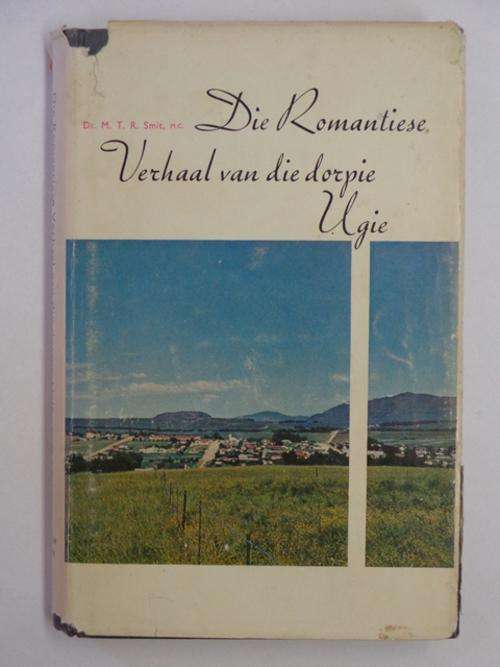 Dr. M. T. R. Smit, M.C. Die Romantiese
Verhaal van die dorpie
Ugie